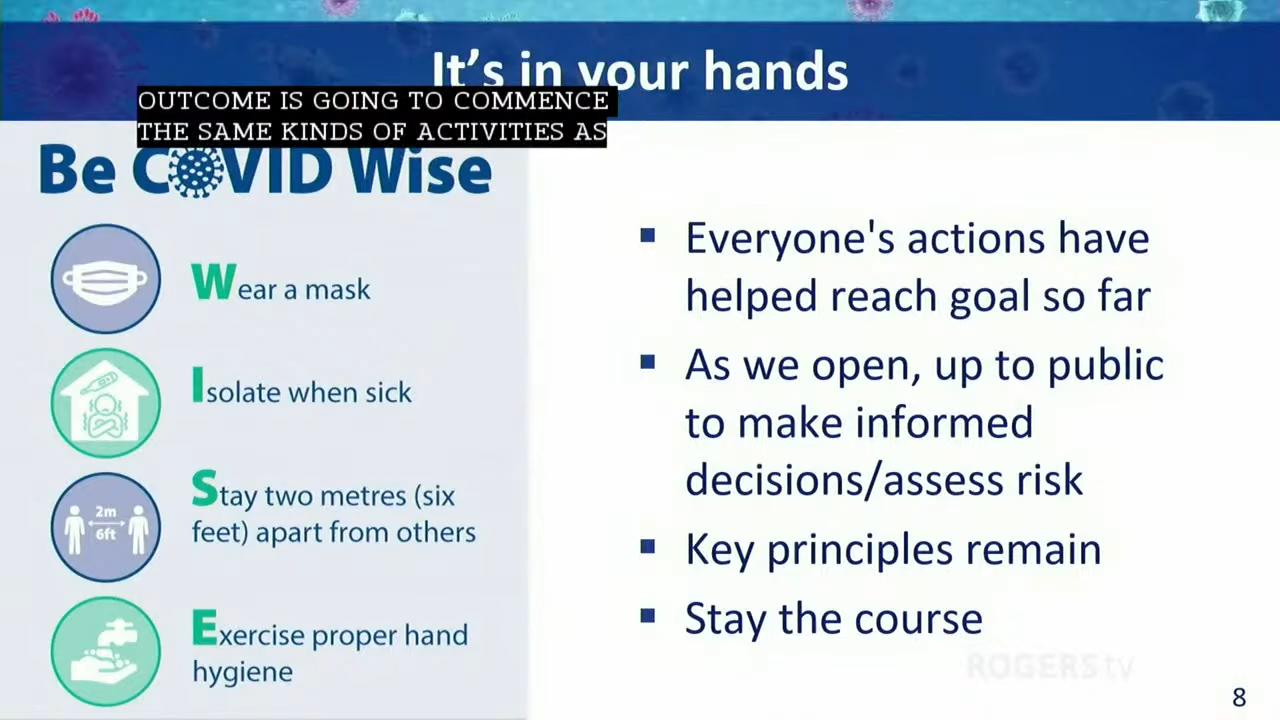 It's in your hands
OUTCOME IS GOING TO COMMENCE
THE SAME KINDS OF ACTIVITIES AS
Be COVID Wise
Wear a mask
Isolate when sick
2m
6ft
Stay two metres (six
feet) apart from others
Exercise proper hand
hygiene
▪ Everyone's actions have
helped reach goal so far
▪ As we open, up to public
to make informed
decisions/assess risk
▪ Key principles remain
▪ Stay the course
ROGERS tv
8